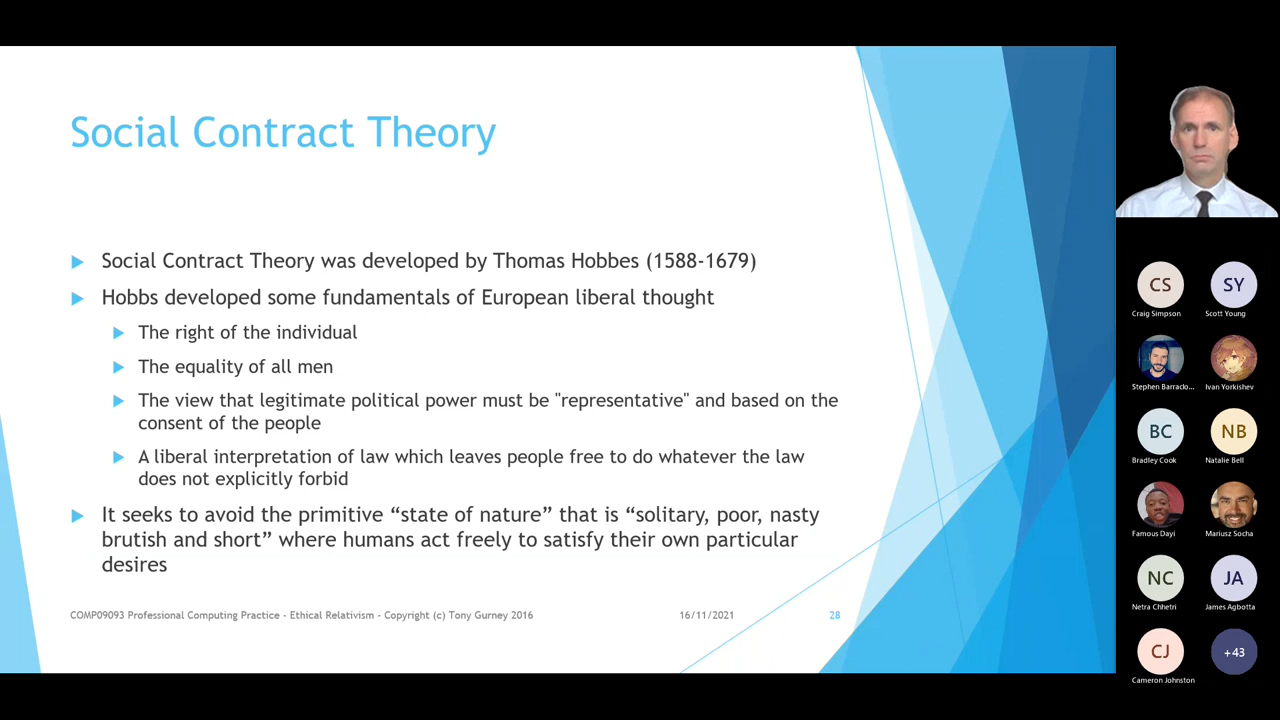 Social Contract Theory
Social Contract Theory was developed by Thomas Hobbes (1588-1679)
Hobbs developed some fundamentals of European liberal thought
The right of the individual
The equality of all men
The view that legitimate political power must be "representative" and based on the
consent of the people
A liberal interpretation of law which leaves people free to do whatever the law
does not explicitly forbid
It seeks to avoid the primitive “state of nature” that is “solitary, poor, nasty
brutish and short” where humans act freely to satisfy their own particular
desires
COMP09093 Professional Computing Practice - Ethical Relativism - Copyright (c) Tony Gurney 2016
16/11/2021
28
CS
SY
Craig Simpson
Scott Young
Stephen Barraclo...
Ivan Yorkishev
BC
NB
Bradley Cook
Natalie Bell
Famous Dayi
Mariusz Socha
NC
JA
Netra Chhetri
James Agbotta
CJ
+43
Cameron Johnston